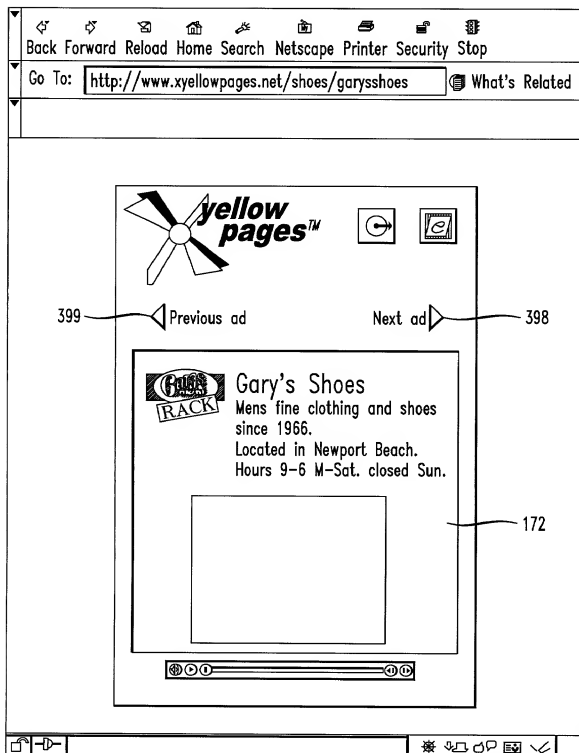 Back Forward Reload Home Search Netscape Printer Security Stop
Go To: http://www.xyellowpages.net/shoes/garysshoes What's Related
yellow
pages™
399 Previous ad Next ad 398
RACK
Gary's Shoes
Mens fine clothing and shoes
since 1966.
Located in Newport Beach.
Hours 9-6 M-Sat. closed Sun.
172